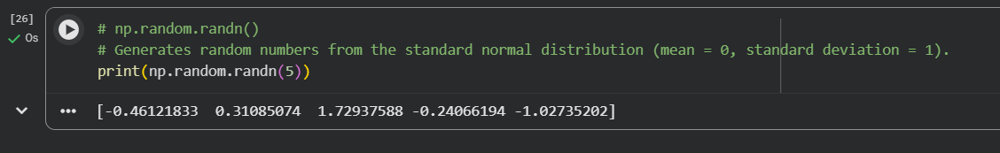 [26]
0s
# np.random.randn()
# Generates random numbers from the standard normal distribution (mean = 0, standard deviation = 1).
print(np.random.randn(5))
[-0.46121833  0.31085074  1.72937588 -0.24066194 -1.02735202]